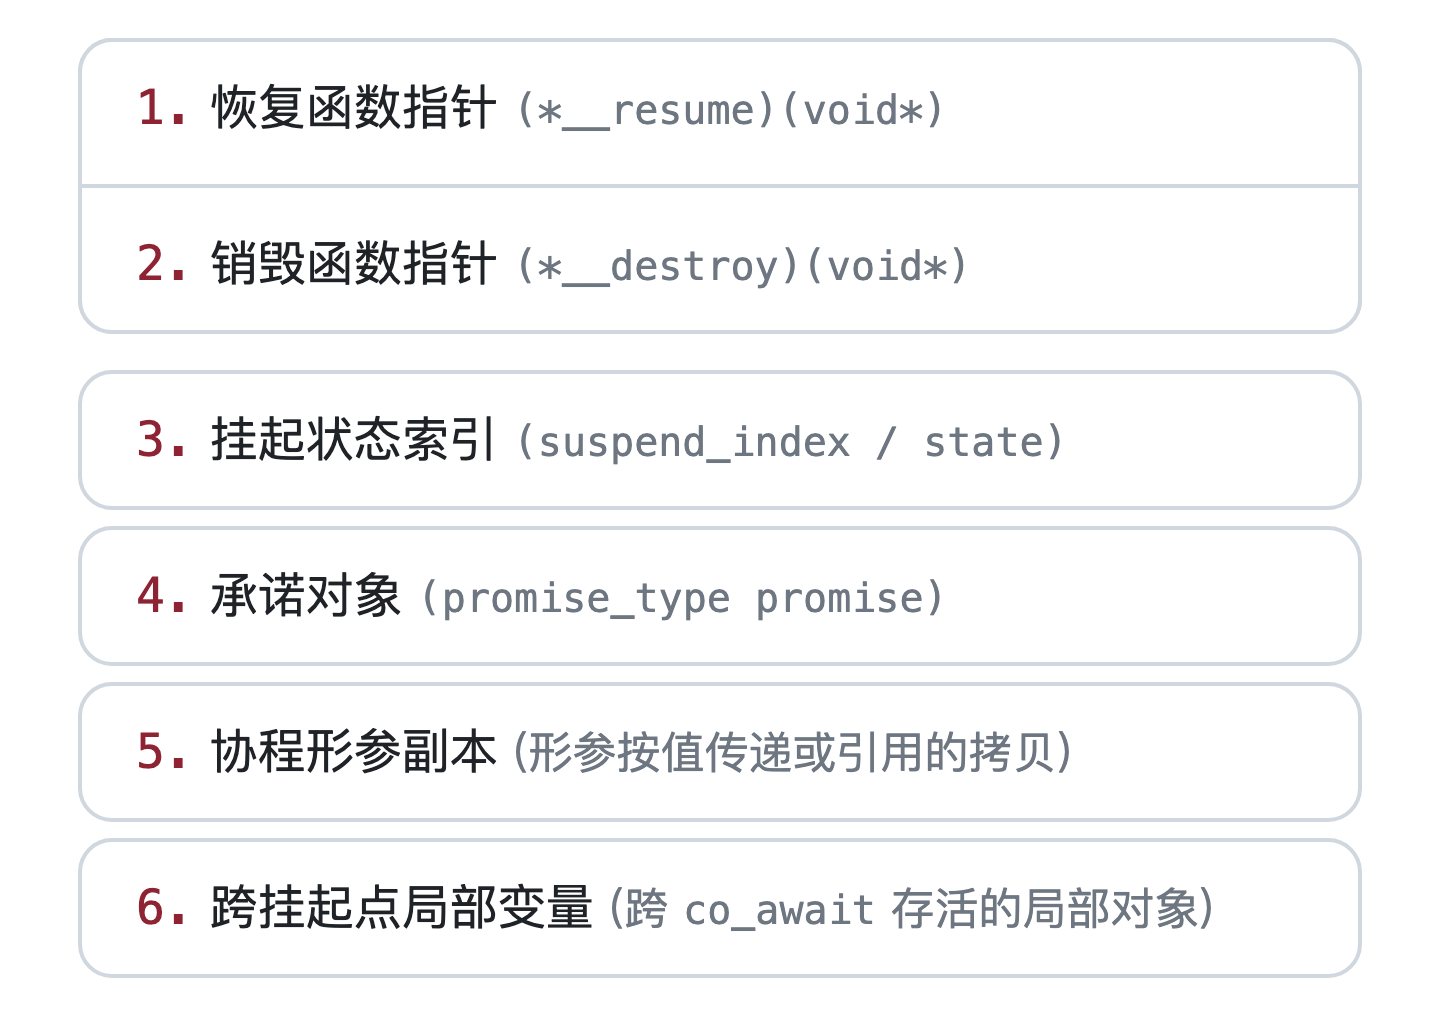 1. 恢复函数指针 (*__resume)(void*)
2. 销毁函数指针 (*__destroy)(void*)
3. 挂起状态索引 (suspend_index / state)
4. 承诺对象 (promise_type promise)
5. 协程形参副本 (形参按值传递或引用的拷贝)
6. 跨挂起点局部变量 (跨 co_await 存活的局部对象)